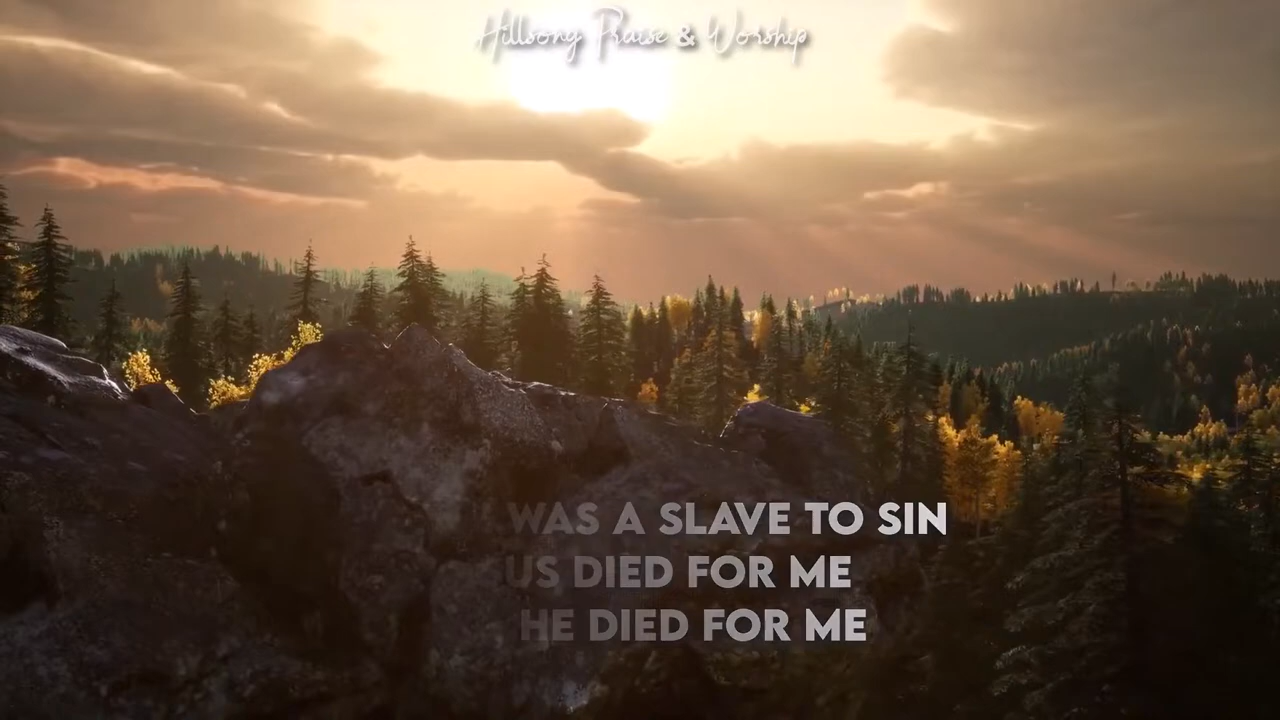 Hillsong Praise & Worship
WAS A SLAVE TO SIN
US DIED FOR ME
HE DIED FOR ME